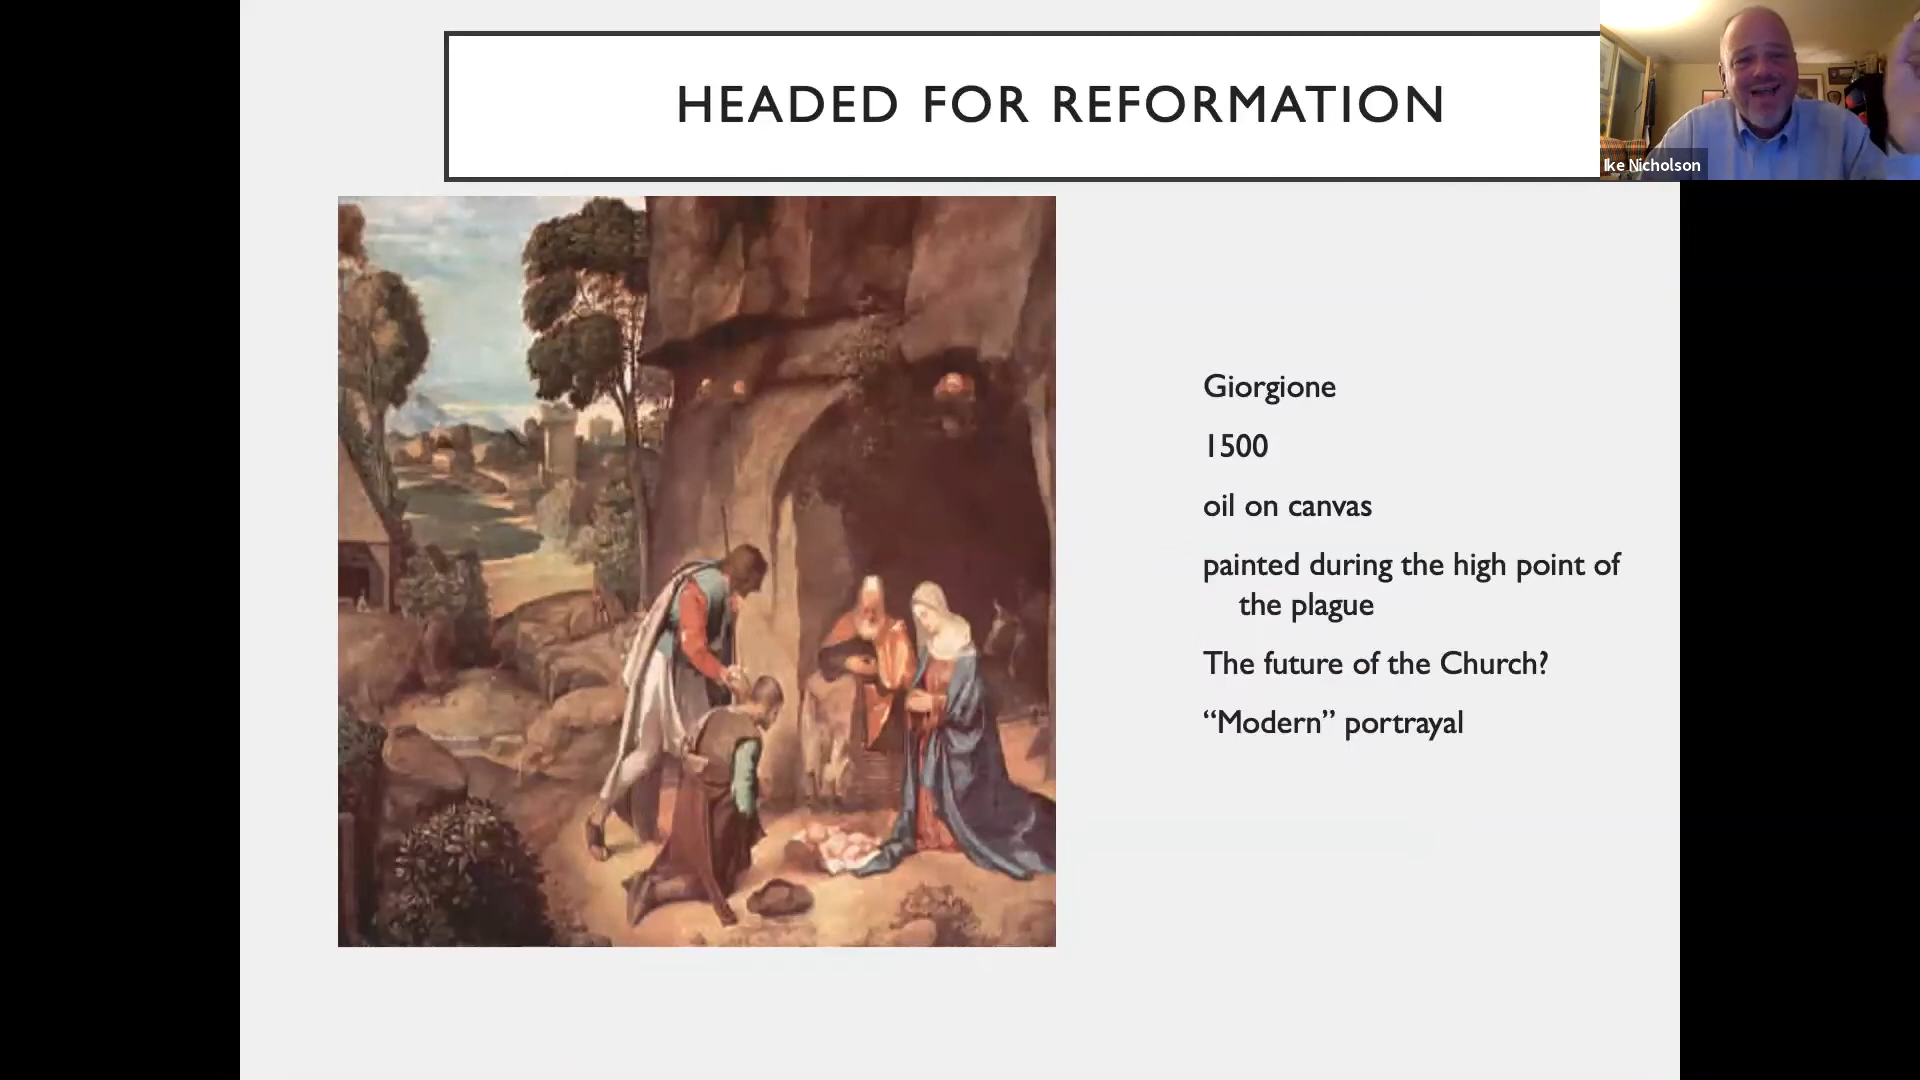 HEADED FOR REFORMATION
Ike Nicholson
Giorgione
1500
oil on canvas
painted during the high point of
the plague
The future of the Church?
“Modern” portrayal